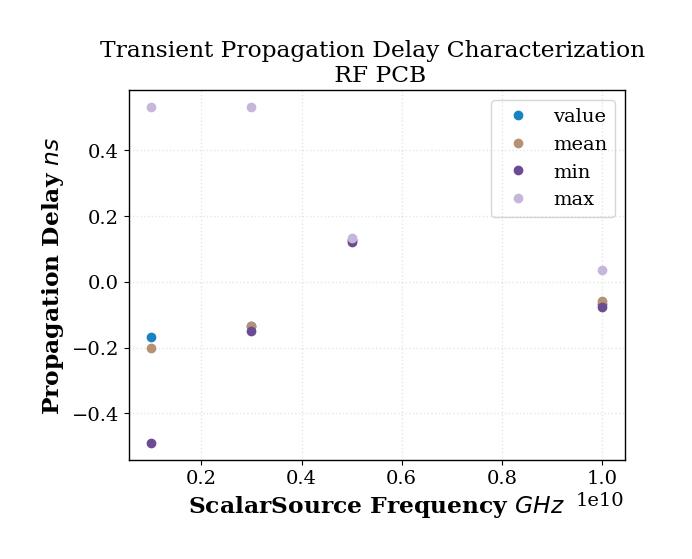 Transient Propagation Delay Characterization
RF PCB
Propagation Delay ns
0.4
0.2
0.0
−0.2
−0.4
value
mean
min
max
0.2
0.4
0.6
0.8
1.0
1e10
ScalarSource Frequency GHz